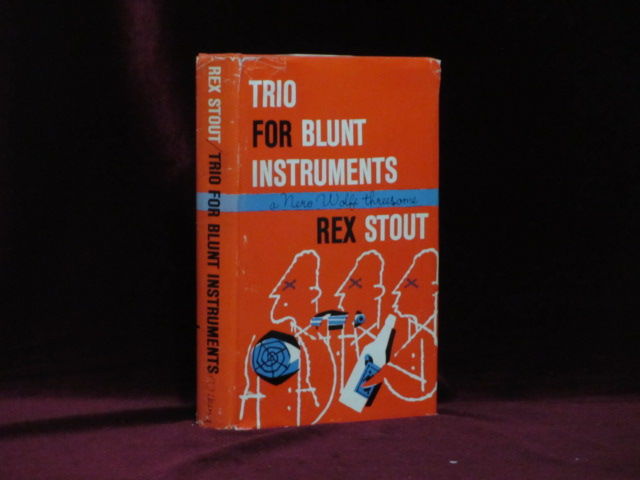 REX STOUT / TRIO FOR BLUNT INSTRUMENTS
TRIO
FOR BLUNT
INSTRUMENTS
a Nero Wolfe threesome
REX STOUT